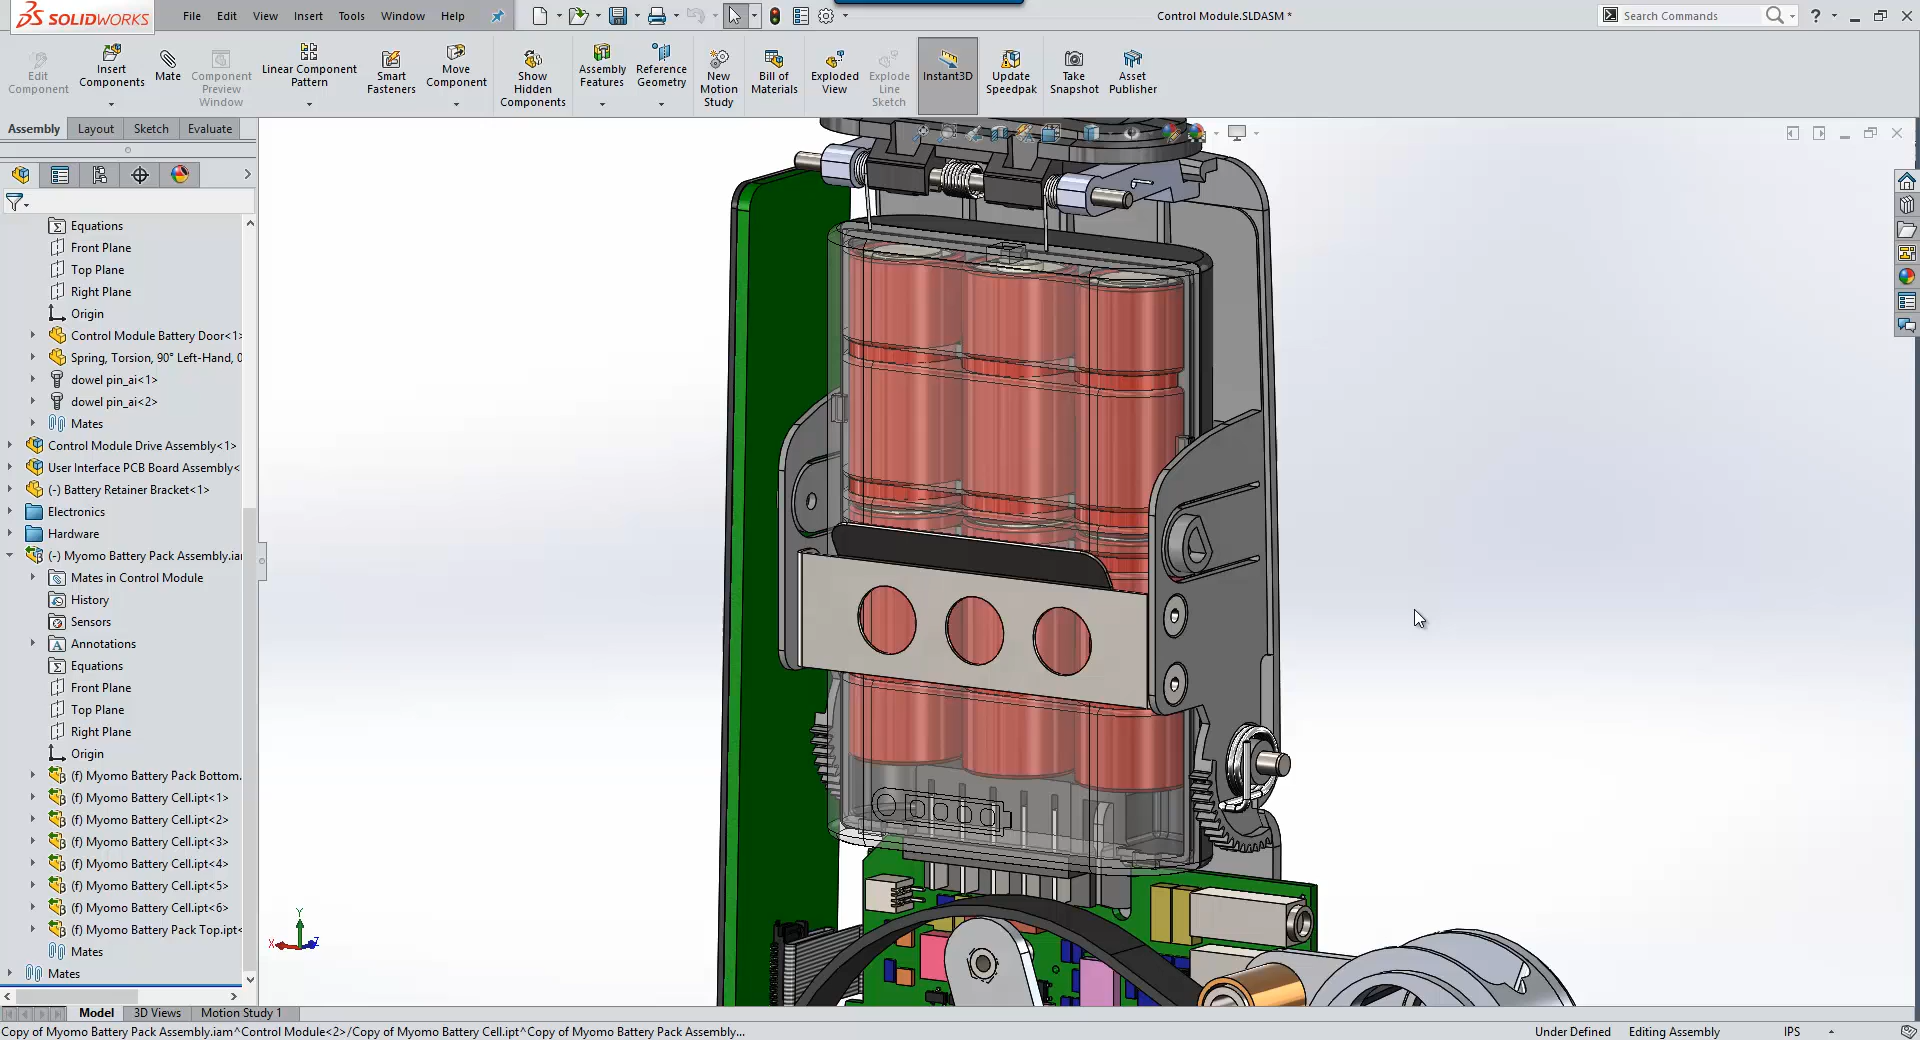 SOLIDWORKS File Edit View Insert Tools Window Help Control Module.SLDASM * Search Commands ?
Edit Component
Insert Components
Mate
Component Preview Window
Linear Component Pattern
Smart Fasteners
Move Component
Show Hidden Components
Assembly Features
Reference Geometry
New Motion Study
Bill of Materials
Exploded View
Explode Line Sketch
Instant3D
Update Speedpak
Take Snapshot
Asset Publisher
Assembly Layout Sketch Evaluate
Equations
Front Plane
Top Plane
Right Plane
Origin
Control Module Battery Door<1>
Spring, Torsion, 90° Left-Hand, 0
dowel pin_ai<1>
dowel pin_ai<2>
Mates
Control Module Drive Assembly<1>
User Interface PCB Board Assembly<
(-) Battery Retainer Bracket<1>
Electronics
Hardware
(-) Myomo Battery Pack Assembly.iam
Mates in Control Module
History
Sensors
Annotations
Equations
Front Plane
Top Plane
Right Plane
Origin
(f) Myomo Battery Pack Bottom.
(f) Myomo Battery Cell.ipt<1>
(f) Myomo Battery Cell.ipt<2>
(f) Myomo Battery Cell.ipt<3>
(f) Myomo Battery Cell.ipt<4>
(f) Myomo Battery Cell.ipt<5>
(f) Myomo Battery Cell.ipt<6>
(f) Myomo Battery Pack Top.ipt<
Mates
Mates
Y
X
Z
Model 3D Views Motion Study 1
Copy of Myomo Battery Pack Assembly.iam^Control Module<2>/Copy of Myomo Battery Cell.ipt^Copy of Myomo Battery Pack Assembly... Under Defined Editing Assembly IPS